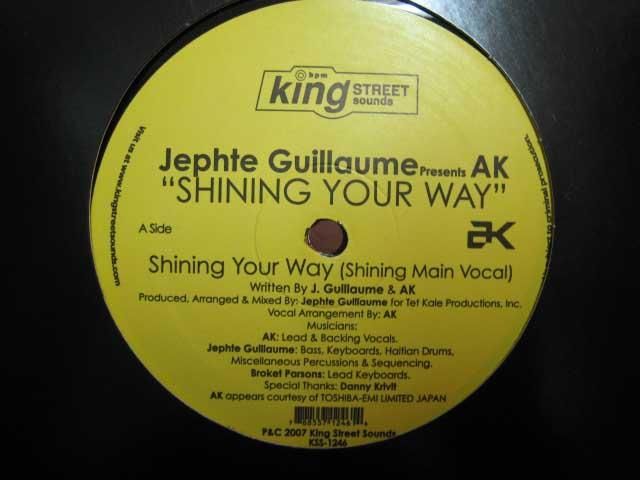 bpm
king STREET
sounds
Jephte Guillaume Presents AK
“SHINING YOUR WAY”
A Side
AK
Shining Your Way (Shining Main Vocal)
Written By J. Guillaume & AK
Produced, Arranged & Mixed By: Jephte Guillaume for Tet Kale Productions, Inc.
Vocal Arrangement By: AK
Musicians:
AK: Lead & Backing Vocals.
Jephte Guillaume: Bass, Keyboards, Haitian Drums,
Miscellaneous Percussions & Sequencing.
Broket Parsons: Lead Keyboards.
Special Thanks: Danny Krivit
AK appears courtesy of TOSHIBA-EMI LIMITED JAPAN
P&C 2007 King Street Sounds
KSS-1246
Visit us at www.kingstreetsounds.com
criminal prosecution.